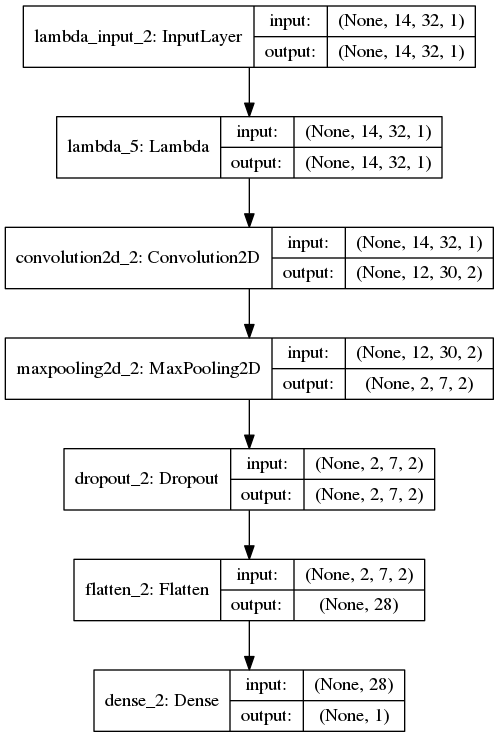 lambda_input_2: InputLayer
input: (None, 14, 32, 1)
output: (None, 14, 32, 1)
lambda_5: Lambda
input: (None, 14, 32, 1)
output: (None, 14, 32, 1)
convolution2d_2: Convolution2D
input: (None, 14, 32, 1)
output: (None, 12, 30, 2)
maxpooling2d_2: MaxPooling2D
input: (None, 12, 30, 2)
output: (None, 2, 7, 2)
dropout_2: Dropout
input: (None, 2, 7, 2)
output: (None, 2, 7, 2)
flatten_2: Flatten
input: (None, 2, 7, 2)
output: (None, 28)
dense_2: Dense
input: (None, 28)
output: (None, 1)